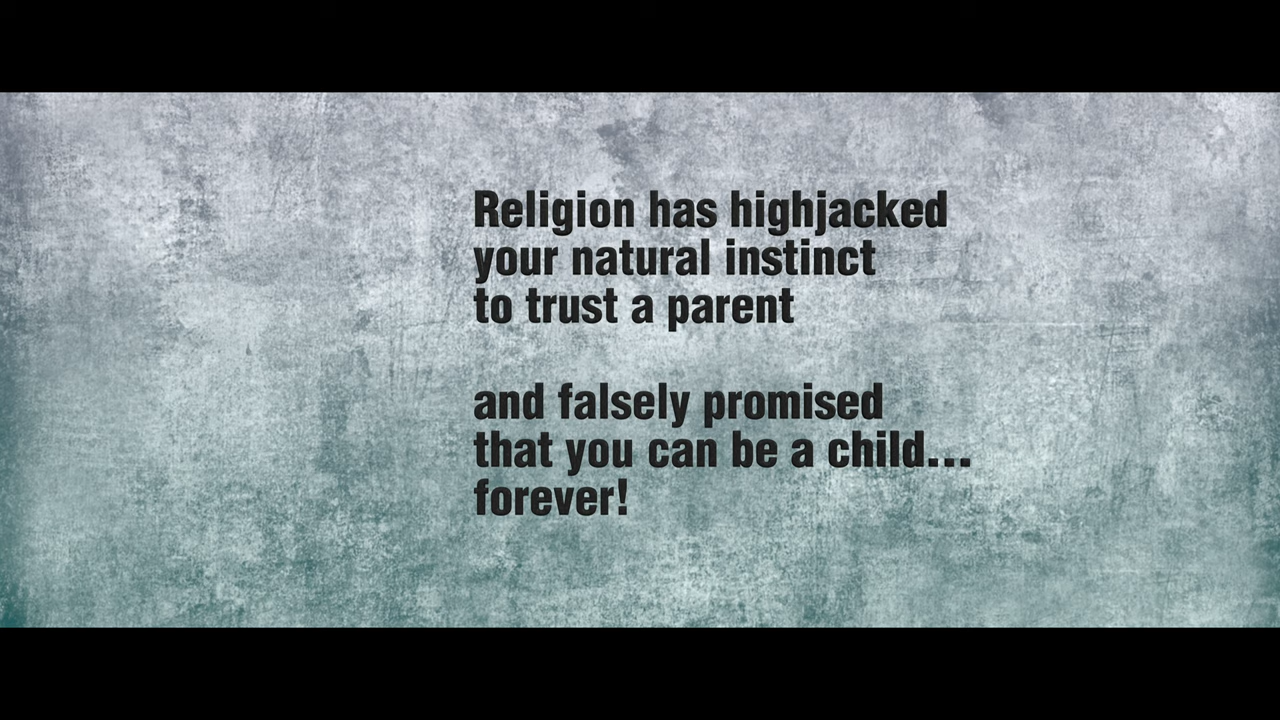 Religion has highjacked
your natural instinct
to trust a parent
and falsely promised
that you can be a child...
forever!